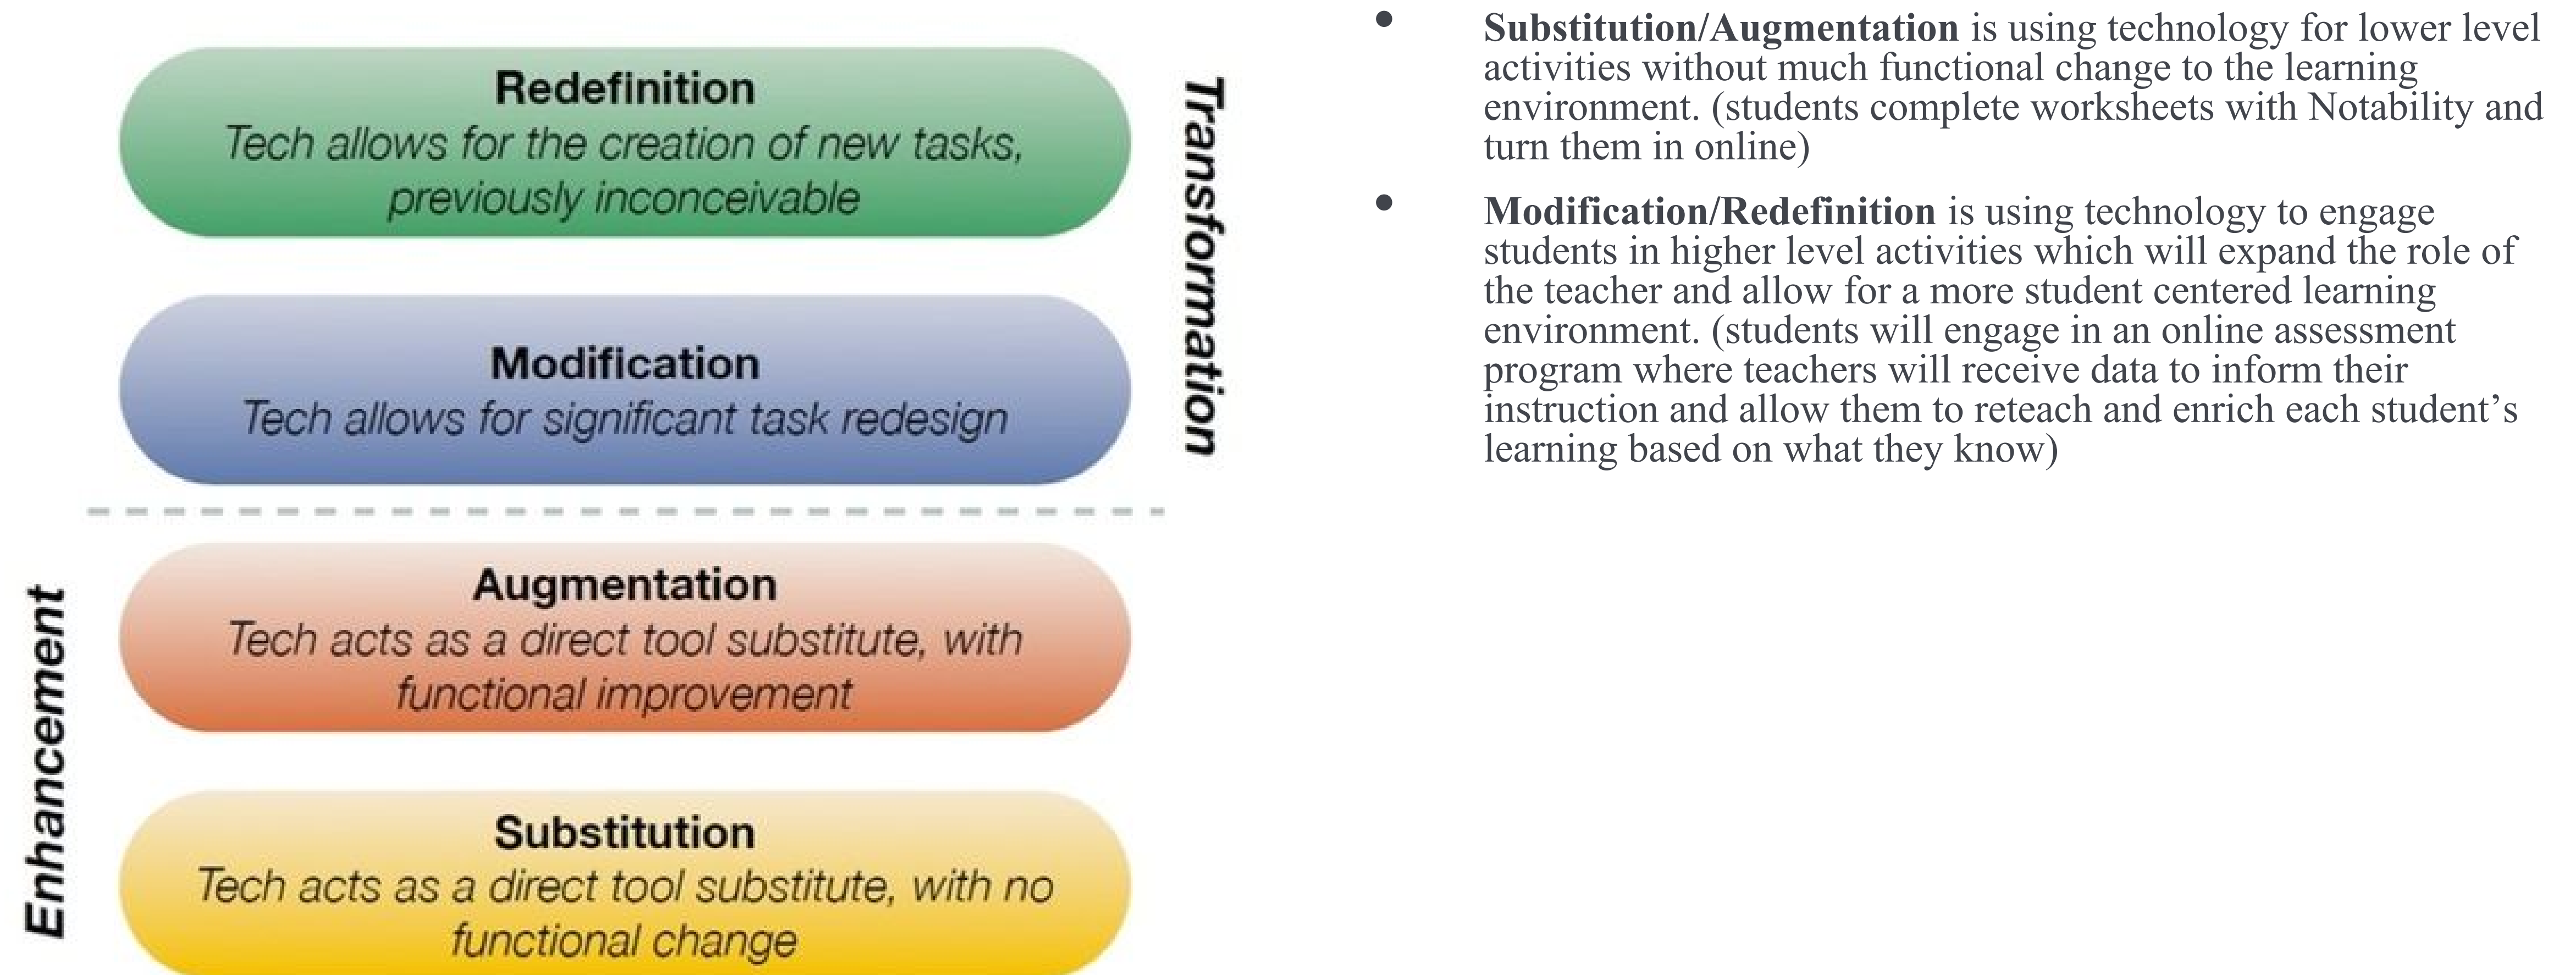 Redefinition
Tech allows for the creation of new tasks,
previously inconceivable
Modification
Tech allows for significant task redesign
Transformation
Augmentation
Tech acts as a direct tool substitute, with
functional improvement
Substitution
Tech acts as a direct tool substitute, with no
functional change
Enhancement
• Substitution/Augmentation is using technology for lower level
activities without much functional change to the learning
environment. (students complete worksheets with Notability and
turn them in online)
• Modification/Redefinition is using technology to engage
students in higher level activities which will expand the role of
the teacher and allow for a more student centered learning
environment. (students will engage in an online assessment
program where teachers will receive data to inform their
instruction and allow them to reteach and enrich each student’s
learning based on what they know)